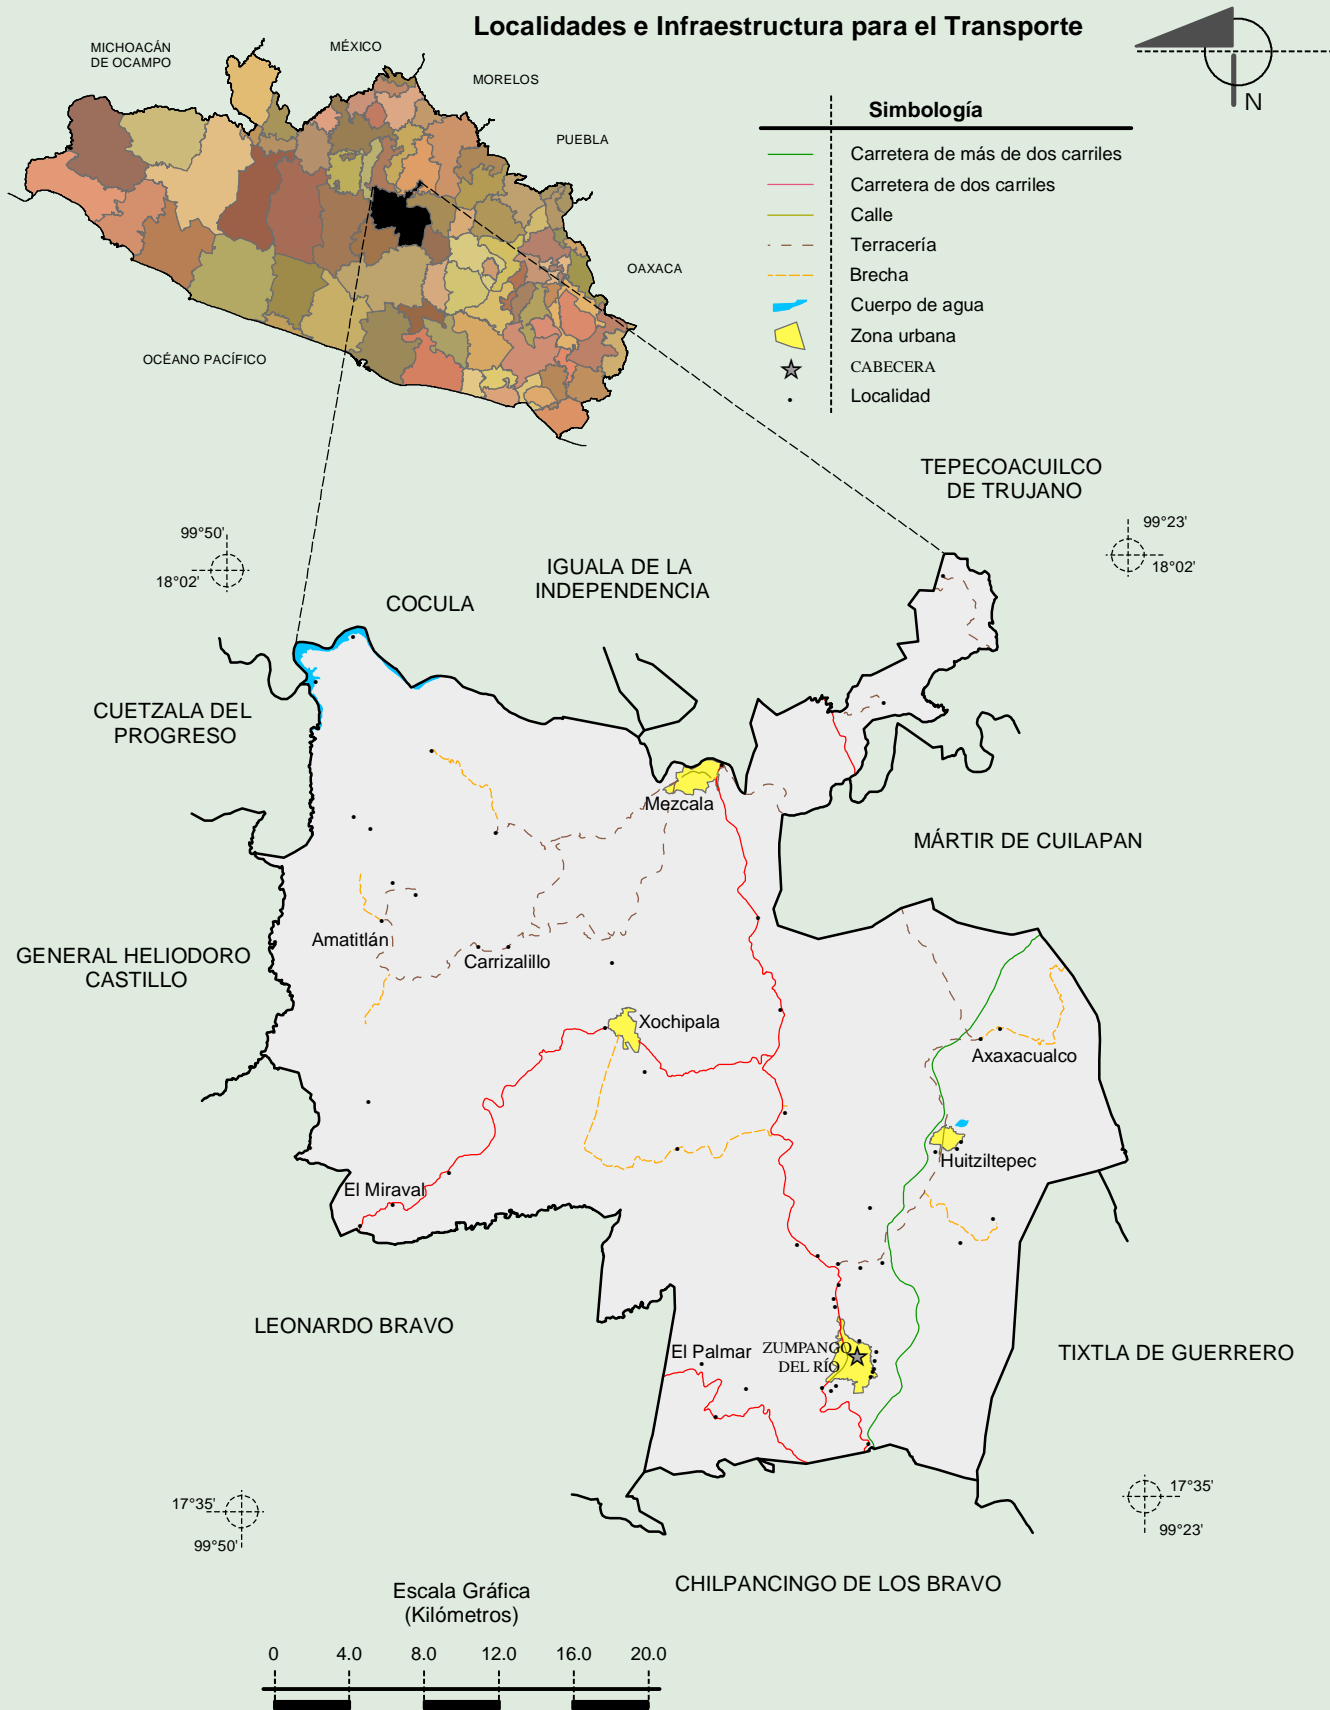 Localidades e Infraestructura para el Transporte
MICHOACÁN
DE OCAMPO
MÉXICO
MORELOS
PUEBLA
OAXACA
OCÉANO PACÍFICO
N
Simbología
Carretera de más de dos carriles
Carretera de dos carriles
Calle
Terracería
Brecha
Cuerpo de agua
Zona urbana
CABECERA
Localidad
TEPECOACUILCO
DE TRUJANO
99°50'
18°02'
99°23'
18°02'
IGUALA DE LA
INDEPENDENCIA
COCULA
CUETZALA DEL
PROGRESO
Mezcala
MÁRTIR DE CUILAPAN
Amatitlán
Carrizalillo
GENERAL HELIODORO
CASTILLO
Xochipala
Axaxacualco
Huitziltepec
El Miraval
LEONARDO BRAVO
El Palmar
ZUMPANGO
DEL RÍO
TIXTLA DE GUERRERO
17°35'
99°50'
17°35'
99°23'
CHILPANCINGO DE LOS BRAVO
Escala Gráfica
(Kilómetros)
0 4.0 8.0 12.0 16.0 20.0